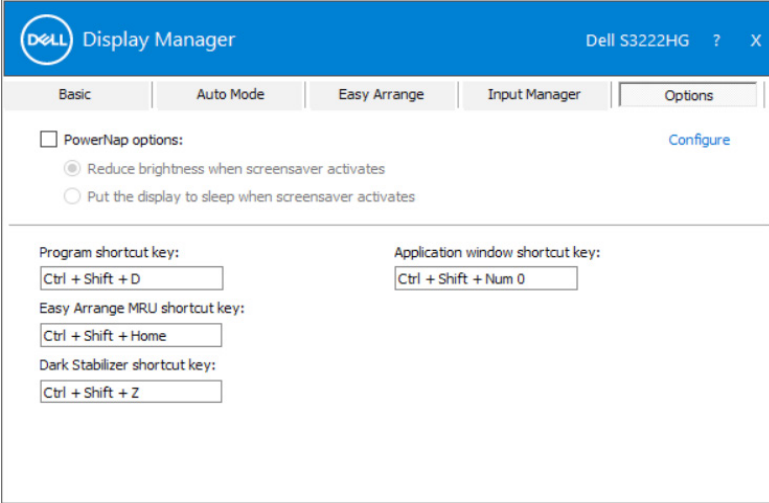 DELL Display Manager Dell S3222HG ? X
Basic Auto Mode Easy Arrange Input Manager Options
PowerNap options: Configure
Reduce brightness when screensaver activates
Put the display to sleep when screensaver activates
Program shortcut key: Application window shortcut key:
Ctrl + Shift + D Ctrl + Shift + Num 0
Easy Arrange MRU shortcut key:
Ctrl + Shift + Home
Dark Stabilizer shortcut key:
Ctrl + Shift + Z